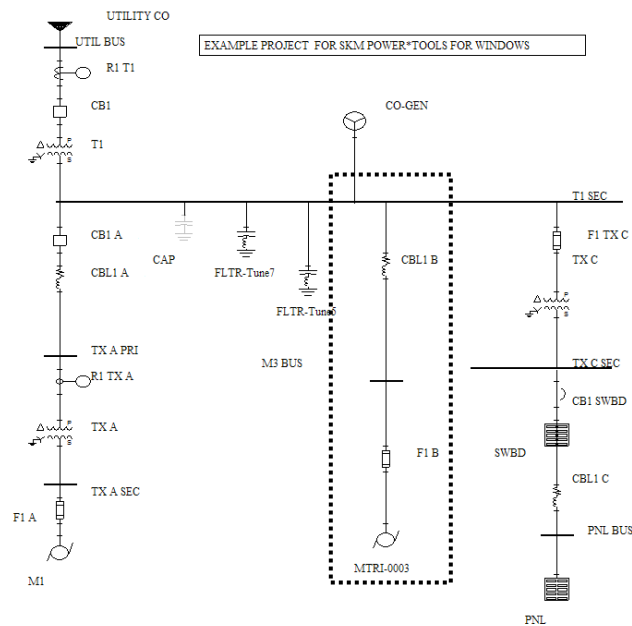 UTILITY CO
UTIL BUS
EXAMPLE PROJECT FOR SKM POWER*TOOLS FOR WINDOWS
R1 T1
CB1
CO-GEN
P
T1
S
T1 SEC
CB1 A
F1 TX C
CAP
CBL1 B
TX C
CBL1 A
FLTR-Tune7
P
FLTR-Tune5
S
TX A PRI
M3 BUS
TX C SEC
R1 TX A
CB1 SWBD
P
TX A
S
F1 B
SWBD
CBL1 C
TX A SEC
F1 A
PNL BUS
MTRI-0003
M1
PNL